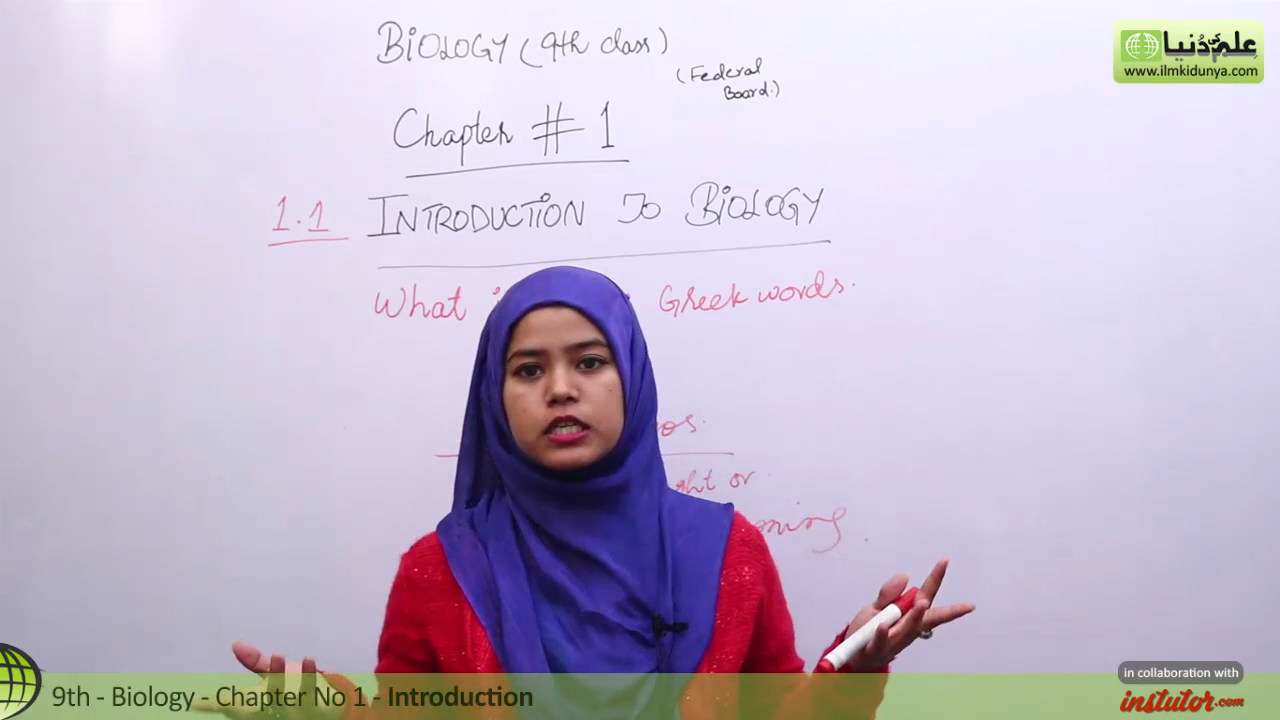 BIOLOGY (9th class)
(Federal
Board.)
Chapter # 1
1.1 INTRODUCTION TO BIOLOGY
What Greek words.
or
علم کی دنیا
www.ilmkidunya.com
in collaboration with
instutor.com
9th - Biology - Chapter No 1 - Introduction